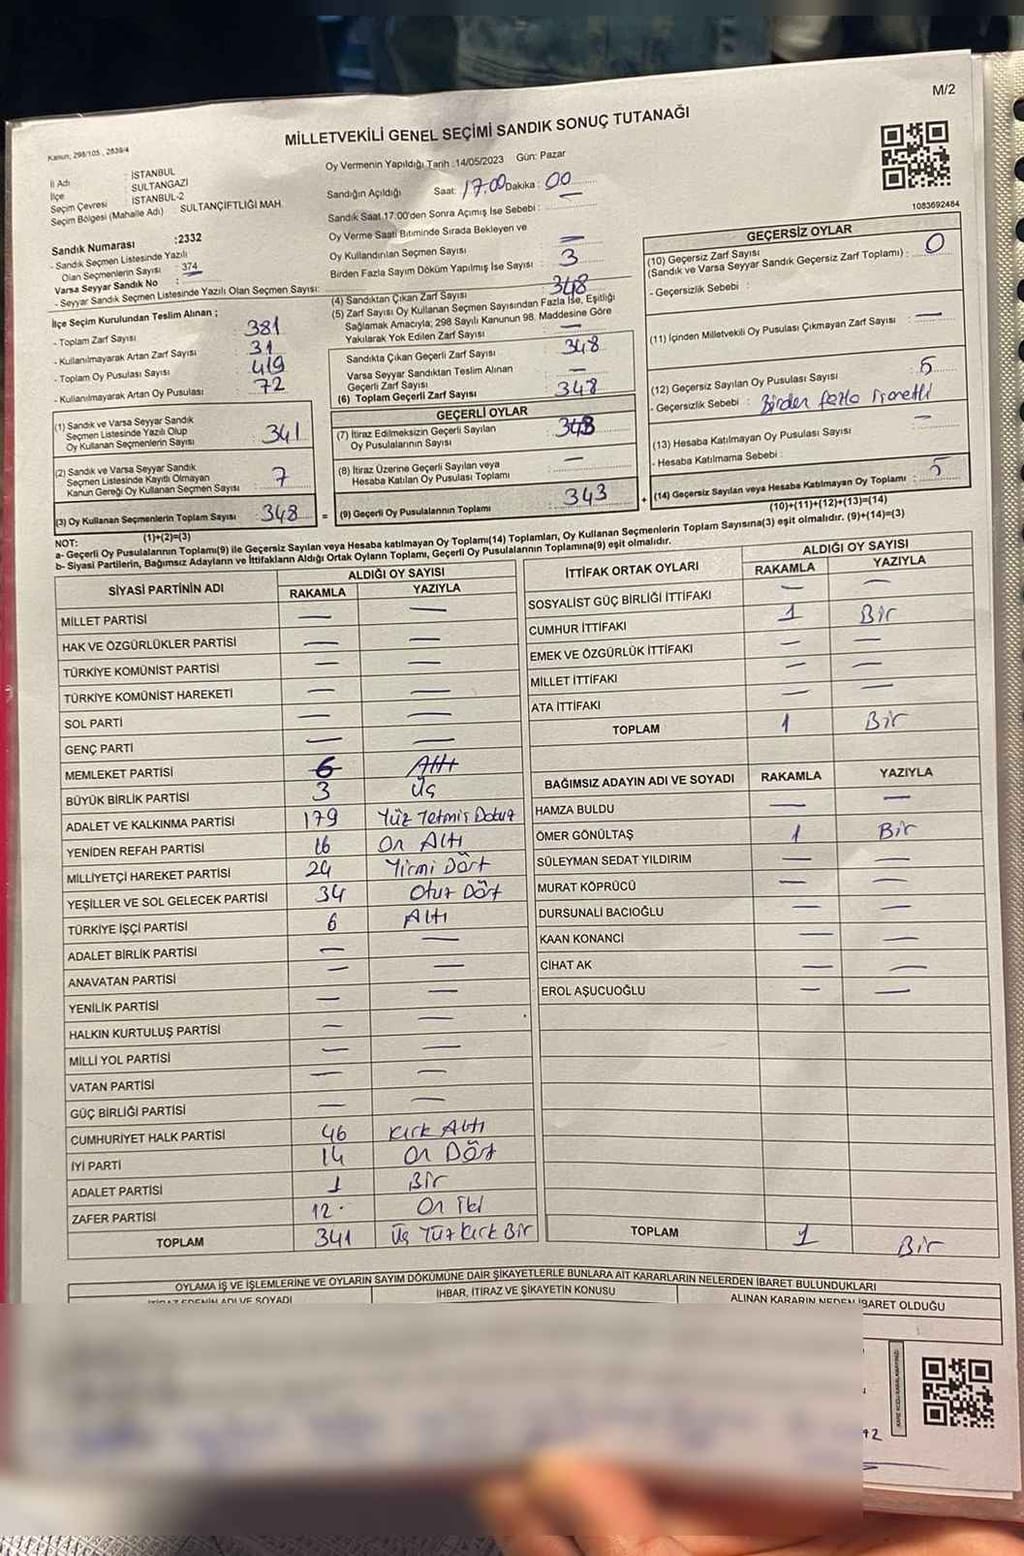 M/2
MİLLETVEKİLİ GENEL SEÇİMİ SANDIK SONUÇ TUTANAĞI
Kanun; 298/105 , 2839/4
İl Adı : İSTANBUL
İlçe : SULTANGAZİ
Seçim Çevresi : İSTANBUL-2
Seçim Bölgesi (Mahalle Adı) SULTANÇİFTLİĞİ MAH.
Sandık Numarası :2332
- Sandık Seçmen Listesinde Yazılı
Olan Seçmenlerin Sayısı : 374
Varsa Seyyar Sandık No :
- Seyyar Sandık Seçmen Listesinde Yazılı Olan Seçmen Sayısı:
Oy Vermenin Yapıldığı Tarih :14/05/2023 Gün: Pazar
Sandığın Açıldığı Saat: 17.00 Dakika : 00
Sandık Saat 17:00'den Sonra Açımış İse Sebebi :
Oy Verme Saati Bitiminde Sırada Bekleyen ve
Oy Kullandırılan Seçmen Sayısı : —
Birden Fazla Sayım Döküm Yapılmış İse Sayısı : 3
1083692484
İlçe Seçim Kurulundan Teslim Alınan ;
- Toplam Zarf Sayısı : 381
- Kullanılmayarak Artan Zarf Sayısı : 31
- Toplam Oy Pusulası Sayısı : 419
- Kullanılmayarak Artan Oy Pusulası : 72
(1) Sandık ve Varsa Seyyar Sandık
Seçmen Listesinde Yazılı Olup
Oy Kullanan Seçmenlerin Sayısı : 341
(2) Sandık ve Varsa Seyyar Sandık
Seçmen Listesinde Kayıtlı Olmayan
Kanun Gereği Oy Kullanan Seçmen Sayısı : 7
(3) Oy Kullanan Seçmenlerin Toplam Sayısı : 348
(1)+(2)=(3)
(4) Sandıktan Çıkan Zarf Sayısı : 348
(5) Zarf Sayısı Oy Kullanan Seçmen Sayısından Fazla İse, Eşitliği
Sağlamak Amacıyla; 298 Sayılı Kanunun 98. Maddesine Göre
Yakılarak Yok Edilen Zarf Sayısı : —
Sandıkta Çıkan Geçerli Zarf Sayısı : 348
Varsa Seyyar Sandıktan Teslim Alınan
Geçerli Zarf Sayısı : —
(6) Toplam Geçerli Zarf Sayısı : 348
GEÇERLİ OYLAR
(7) İtiraz Edilmeksizin Geçerli Sayılan
Oy Pusulalarının Sayısı : 343
(8) İtiraz Üzerine Geçerli Sayılan veya
Hesaba Katılan Oy Pusulası Toplamı : —
= (9) Geçerli Oy Pusulalarının Toplamı : 343
GEÇERSİZ OYLAR
(10) Geçersiz Zarf Sayısı
(Sandık ve Varsa Seyyar Sandık Geçersiz Zarf Toplamı) : 0
- Geçersizlik Sebebi :
(11) İçinden Milletvekili Oy Pusulası Çıkmayan Zarf Sayısı : —
(12) Geçersiz Sayılan Oy Pusulası Sayısı : 5
- Geçersizlik Sebebi : Birden fazla işaretli
(13) Hesaba Katılmayan Oy Pusulası Sayısı : —
- Hesaba Katılmama Sebebi :
+ (14) Geçersiz Sayılan veya Hesaba Katılmayan Oy Toplamı : 5
(10)+(11)+(12)+(13)=(14)
NOT:
a- Geçerli Oy Pusulalarının Toplamı(9) ile Geçersiz Sayılan veya Hesaba katılmayan Oy Toplamı(14) Toplamları, Oy Kullanan Seçmenlerin Toplam Sayısına(3) eşit olmalıdır. (9)+(14)=(3)
b- Siyasi Partilerin, Bağımsız Adayların ve İttifakların Aldığı Ortak Oyların Toplamı, Geçerli Oy Pusulalarının Toplamına(9) eşit olmalıdır.
SİYASİ PARTİNİN ADI ALDIĞI OY SAYISI
RAKAMLA YAZIYLA
MİLLET PARTİSİ — —
HAK VE ÖZGÜRLÜKLER PARTİSİ — —
TÜRKİYE KOMÜNİST PARTİSİ — —
TÜRKİYE KOMÜNİST HAREKETİ — —
SOL PARTİ — —
GENÇ PARTİ — —
MEMLEKET PARTİSİ 6 Altı
BÜYÜK BİRLİK PARTİSİ 3 Üç
ADALET VE KALKINMA PARTİSİ 179 Yüz Yetmiş Dokuz
YENİDEN REFAH PARTİSİ 16 On Altı
MİLLİYETÇİ HAREKET PARTİSİ 24 Yirmi Dört
YEŞİLLER VE SOL GELECEK PARTİSİ 34 Otuz Dört
TÜRKİYE İŞÇİ PARTİSİ 6 Altı
ADALET BİRLİK PARTİSİ — —
ANAVATAN PARTİSİ — —
YENİLİK PARTİSİ — —
HALKIN KURTULUŞ PARTİSİ —
MİLLİ YOL PARTİSİ — —
VATAN PARTİSİ — —
GÜÇ BİRLİĞİ PARTİSİ — —
CUMHURİYET HALK PARTİSİ 46 Kırk Altı
İYİ PARTİ 14 On Dört
ADALET PARTİSİ 1 Bir
ZAFER PARTİSİ 12 On iki
TOPLAM 341 Üç Yüz Kırk Bir
İTTİFAK ORTAK OYLARI ALDIĞI OY SAYISI
RAKAMLA YAZIYLA
SOSYALİST GÜÇ BİRLİĞİ İTTİFAKI — —
CUMHUR İTTİFAKI 1 Bir
EMEK VE ÖZGÜRLÜK İTTİFAKI — —
MİLLET İTTİFAKI — —
ATA İTTİFAKI — —
TOPLAM 1 Bir
BAĞIMSIZ ADAYIN ADI VE SOYADI RAKAMLA YAZIYLA
HAMZA BULDU — —
ÖMER GÖNÜLTAŞ 1 Bir
SÜLEYMAN SEDAT YILDIRIM — —
MURAT KÖPRÜCÜ — —
DURSUNALİ BACIOĞLU — —
KAAN KONANCİ — —
CİHAT AK — —
EROL AŞUCUOĞLU — —
TOPLAM 1 Bir
OYLAMA İŞ VE İŞLEMLERİNE VE OYLARIN SAYIM DÖKÜMÜNE DAİR ŞİKAYETLERLE BUNLARA AİT KARARLARIN NELERDEN İBARET BULUNDUKLARI
İTİRAZ EDENİN ADI VE SOYADI İHBAR, İTİRAZ VE ŞİKAYETİN KONUSU ALINAN KARARIN NEDEN İBARET OLDUĞU